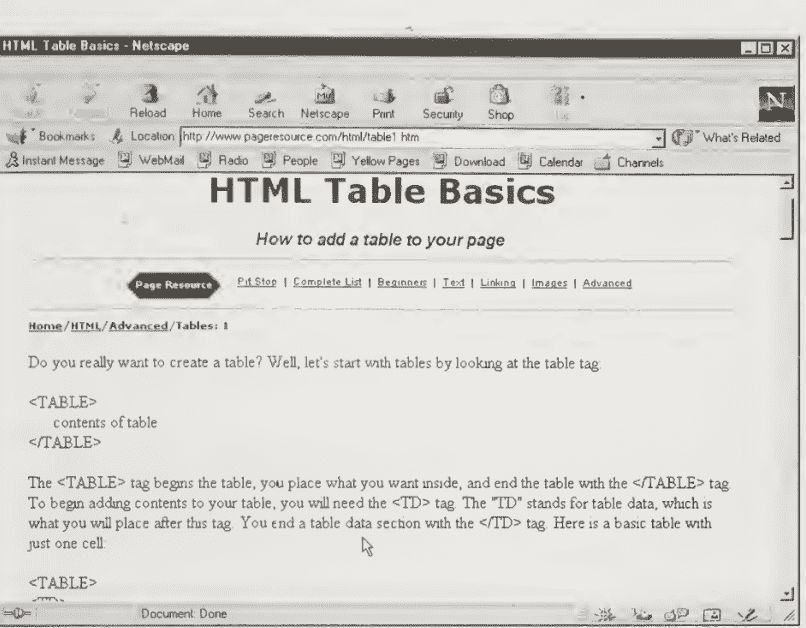 HTML Table Basics - Netscape
Reload Home Search Netscape Print Security Shop
Bookmarks Location http://www.pageresource.com/html/table1.htm What's Related
Instant Message WebMail Radio People Yellow Pages Download Calendar Channels
HTML Table Basics
How to add a table to your page
Page Resource Pit Stop | Complete List | Beginners | Text | Linking | Images | Advanced
Home/HTML/Advanced/Tables: 1
Do you really want to create a table? Well, let's start with tables by looking at the table tag:
<TABLE>
contents of table
</TABLE>
The <TABLE> tag begins the table, you place what you want inside, and end the table with the </TABLE> tag.
To begin adding contents to your table, you will need the <TD> tag. The "TD" stands for table data, which is
what you will place after this tag. You end a table data section with the </TD> tag. Here is a basic table with
just one cell:
<TABLE>
Document: Done